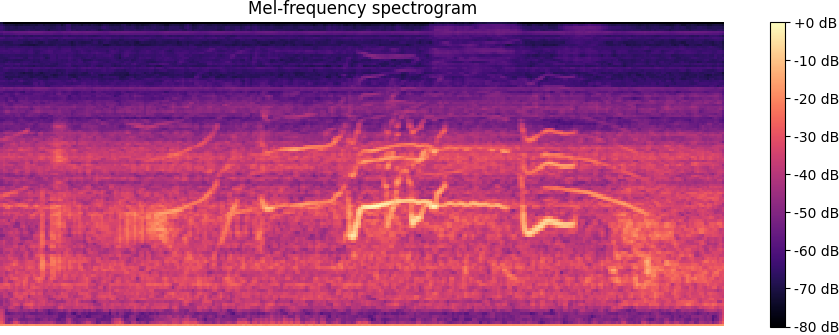 Mel-frequency spectrogram
+0 dB
-10 dB
-20 dB
-30 dB
-40 dB
-50 dB
-60 dB
-70 dB
-80 dB